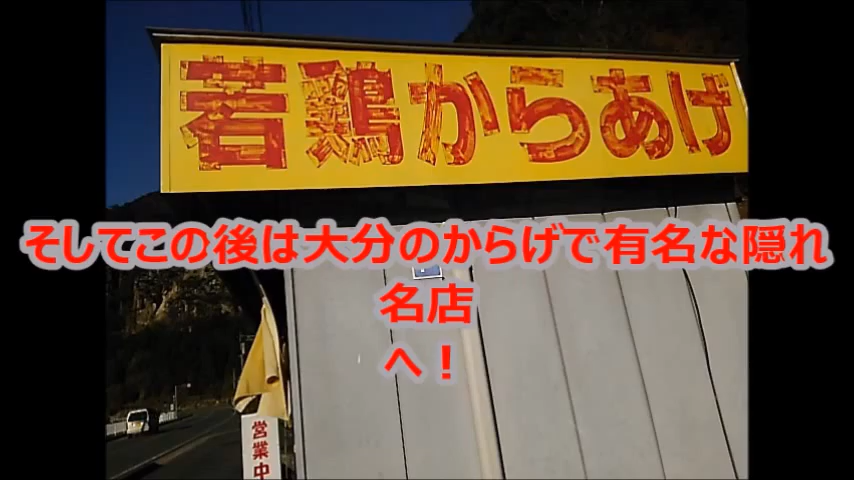 若鶏からあげ
そしてこの後は大分のからげで有名な隠れ
名店
へ！
営業中